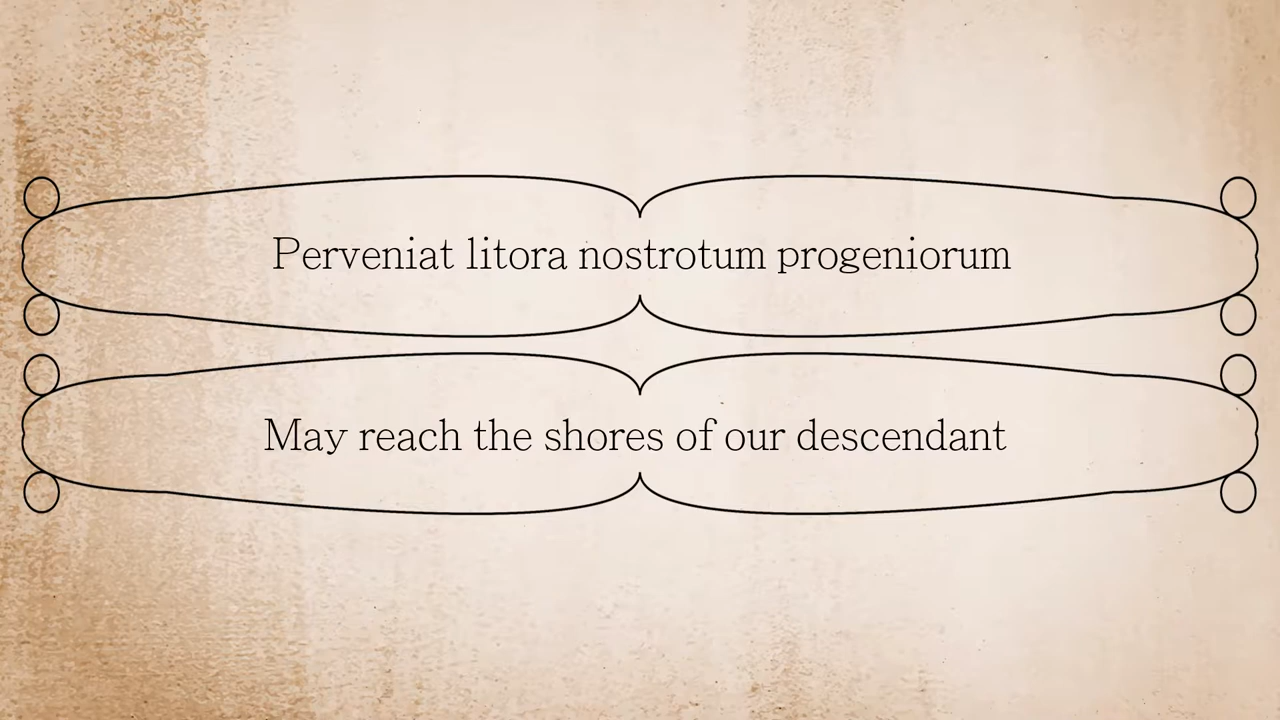 Perveniat litora nostrotum progeniorum
May reach the shores of our descendant